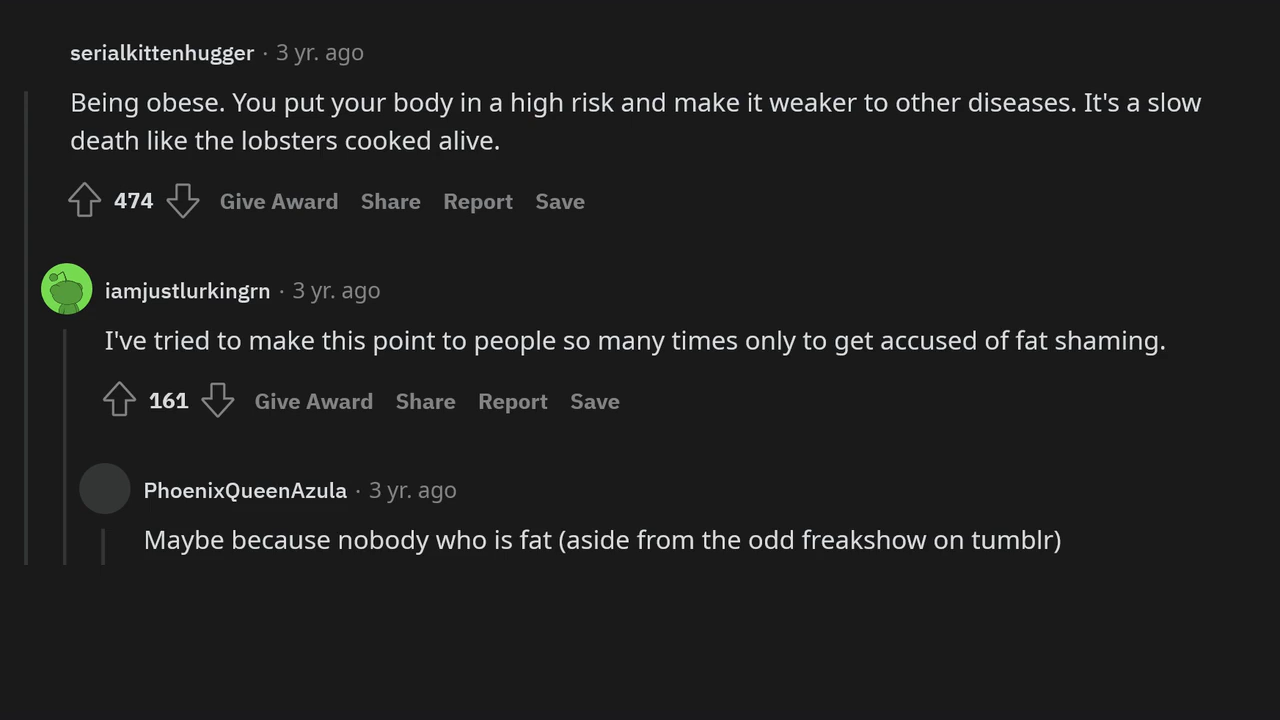 serialkittenhugger · 3 yr. ago
Being obese. You put your body in a high risk and make it weaker to other diseases. It's a slow
death like the lobsters cooked alive.
474 Give Award Share Report Save
iamjustlurkingrn · 3 yr. ago
I've tried to make this point to people so many times only to get accused of fat shaming.
161 Give Award Share Report Save
PhoenixQueenAzula · 3 yr. ago
Maybe because nobody who is fat (aside from the odd freakshow on tumblr)